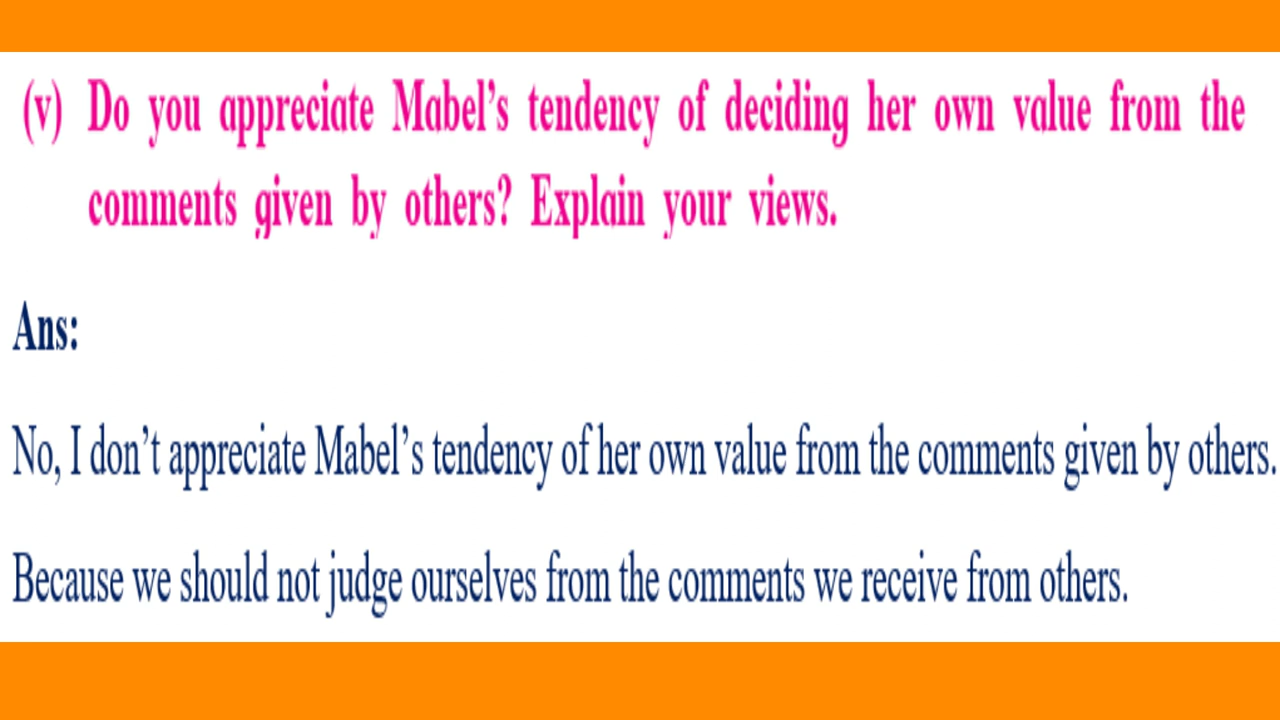 (v) Do you appreciate Mabel's tendency of deciding her own value from the
comments given by others? Explain your views.
Ans:
No, I don't appreciate Mabel's tendency of her own value from the comments given by others.
Because we should not judge ourselves from the comments we receive from others.